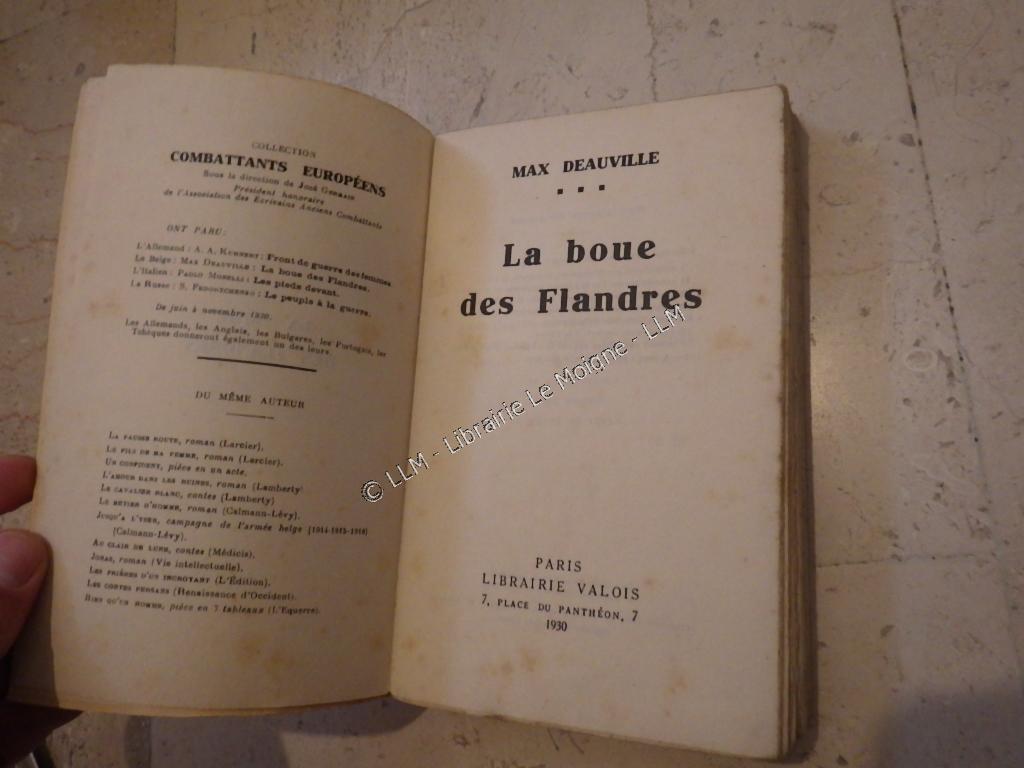 COLLECTION
COMBATTANTS EUROPÉENS
Sous la direction de José Germain
Président honoraire
de l'Association des Écrivains Anciens Combattants
ONT PARU:
L'Allemand : A. A. Kuhnert : Front de guerre des femmes.
Le Belge : Max Deauville : La boue des Flandres.
L'Italien : Paolo Monelli : Les pieds devant.
La Russe : S. Fedortchenko : Le peuple à la guerre.
De juin à novembre 1930.
Les Allemands, les Anglais, les Bulgares, les Portugais, les
Tchèques donneront également un des leurs.
DU MÊME AUTEUR
La fausse route, roman (Larcier).
Le fils de ma femme, roman (Larcier).
Un confident, pièce en un acte.
L'amour dans les ruines, roman (Lamberty)
Le cavalier blanc, contes (Lamberty)
Le métier d'homme, roman (Calmann-Lévy).
Jusqu'a l'Yser, campagne de l'armée belge [1914-1915-1916]
(Calmann-Lévy).
Au clair de lune, contes (Médicis).
Jonas, roman (Vie intellectuelle).
Les prières d'un incroyant (L'Édition).
Les contes persans (Renaissance d'Occident).
Rien qu'un homme, pièce en 7 tableaux (L'Equerre).
MAX DEAUVILLE
La boue
des Flandres
PARIS
LIBRAIRIE VALOIS
7, PLACE DU PANTHÉON, 7
1930
© LLM - Librairie Le Moigne - LLM